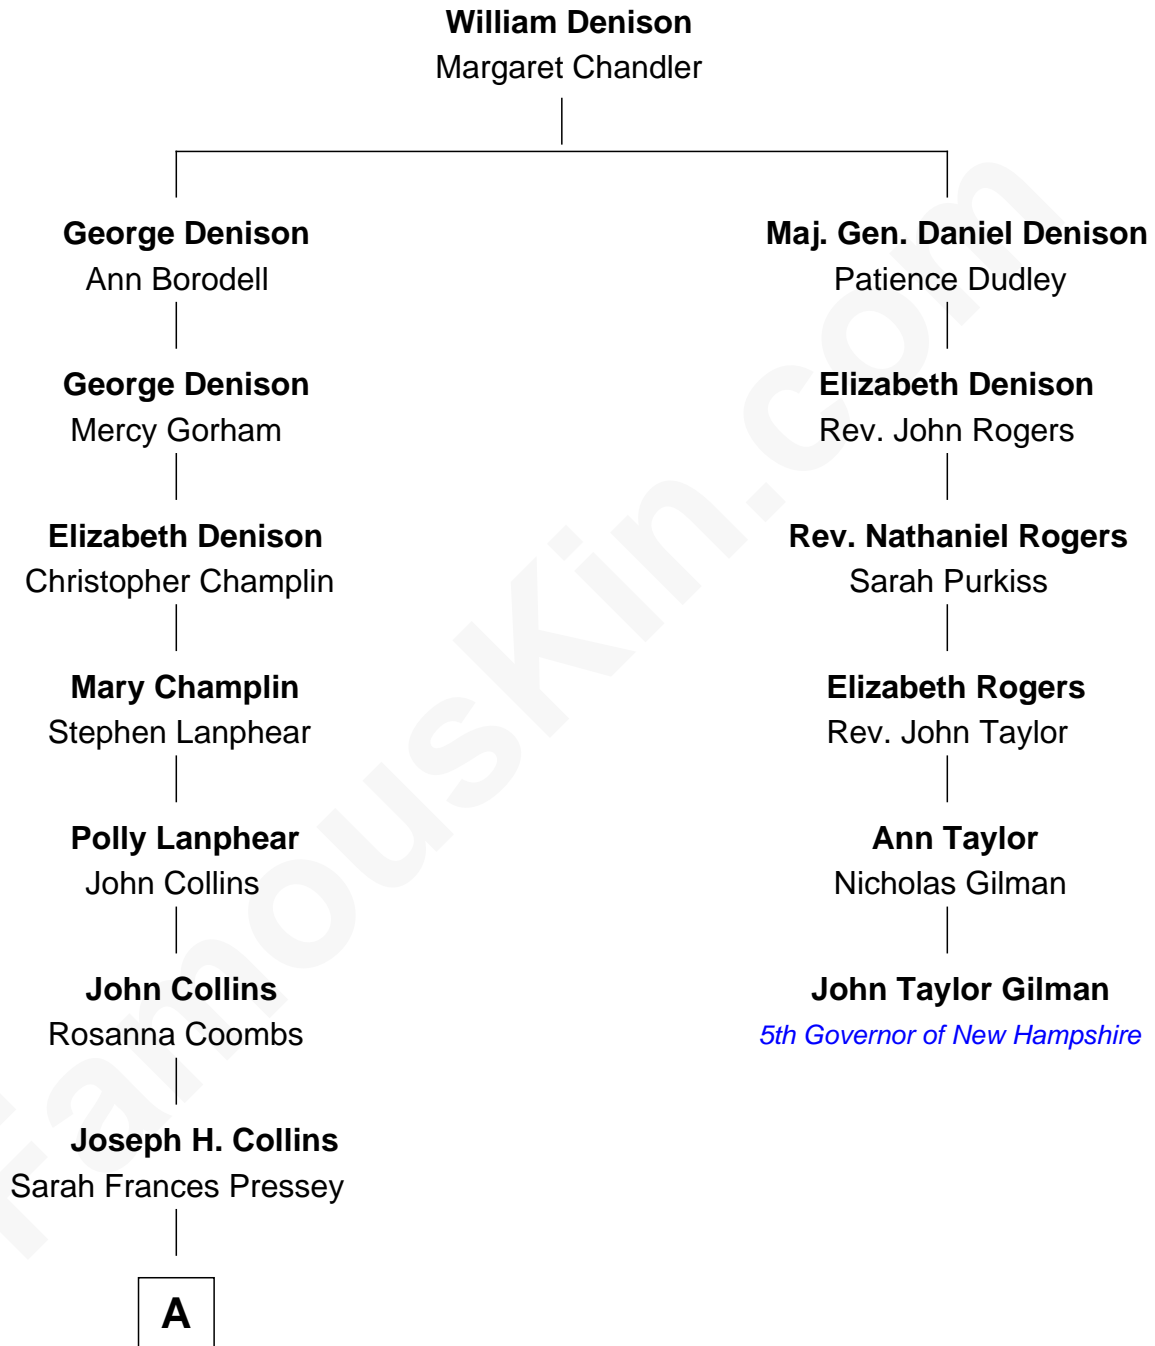 William Denison
Margaret Chandler
George Denison
Ann Borodell
Maj. Gen. Daniel Denison
Patience Dudley
George Denison
Mercy Gorham
Elizabeth Denison
Rev. John Rogers
Elizabeth Denison
Christopher Champlin
Rev. Nathaniel Rogers
Sarah Purkiss
Mary Champlin
Stephen Lanphear
Elizabeth Rogers
Rev. John Taylor
Polly Lanphear
John Collins
Ann Taylor
Nicholas Gilman
John Collins
Rosanna Coombs
John Taylor Gilman
5th Governor of New Hampshire
Joseph H. Collins
Sarah Frances Pressey
A
FamousKin.com